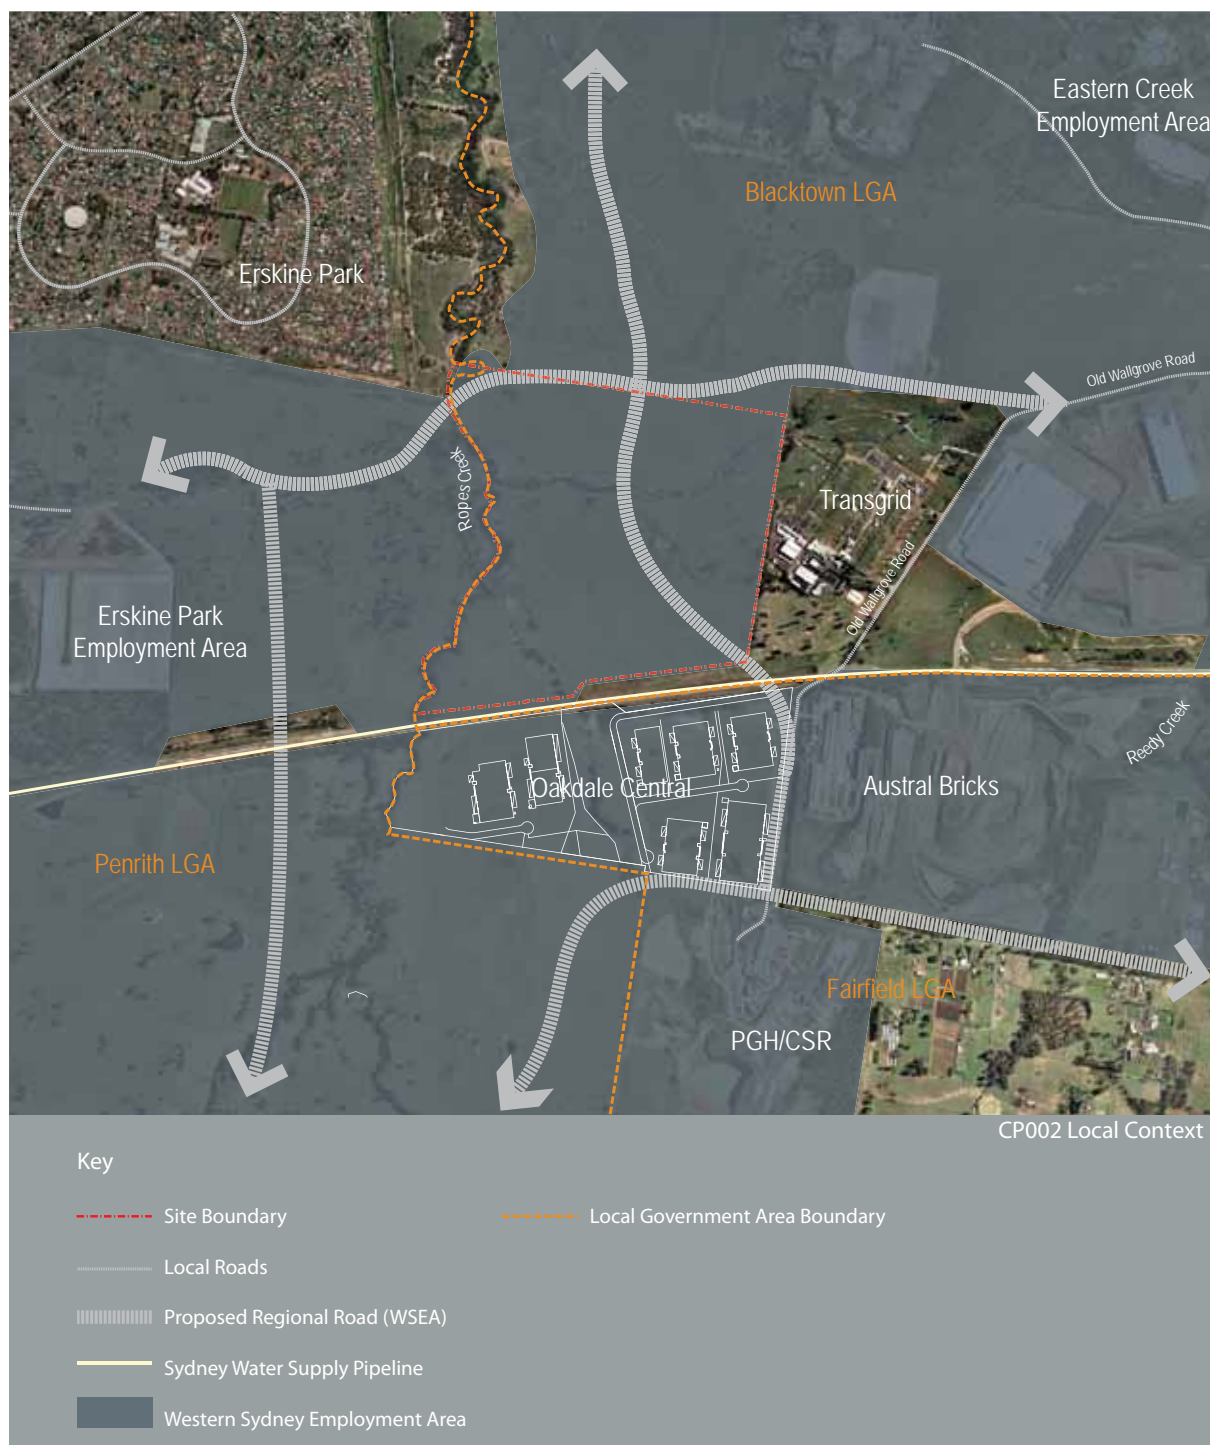 Eastern Creek
Employment Area
Blacktown LGA
Erskine Park
Old Wallgrove Road
Ropes Creek
Transgrid
Old Wallgrove Road
Erskine Park
Employment Area
Reedy Creek
Oakdale Central
Austral Bricks
Penrith LGA
Fairfield LGA
PGH/CSR
CP002 Local Context
Key
Site Boundary
Local Government Area Boundary
Local Roads
Proposed Regional Road (WSEA)
Sydney Water Supply Pipeline
Western Sydney Employment Area